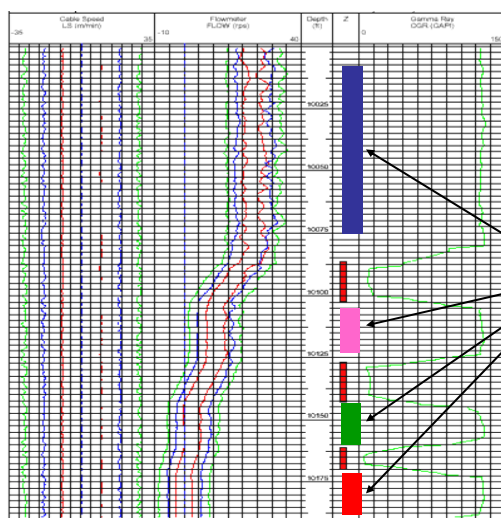 Cable Speed
LS (m/min)
-35
35
Flowmeter
FLOW (rps)
-10
40
Depth
(ft)
Z
Gamma Ray
OGR (GAPI)
0
150
10025
10050
10075
10100
10125
10150
10175